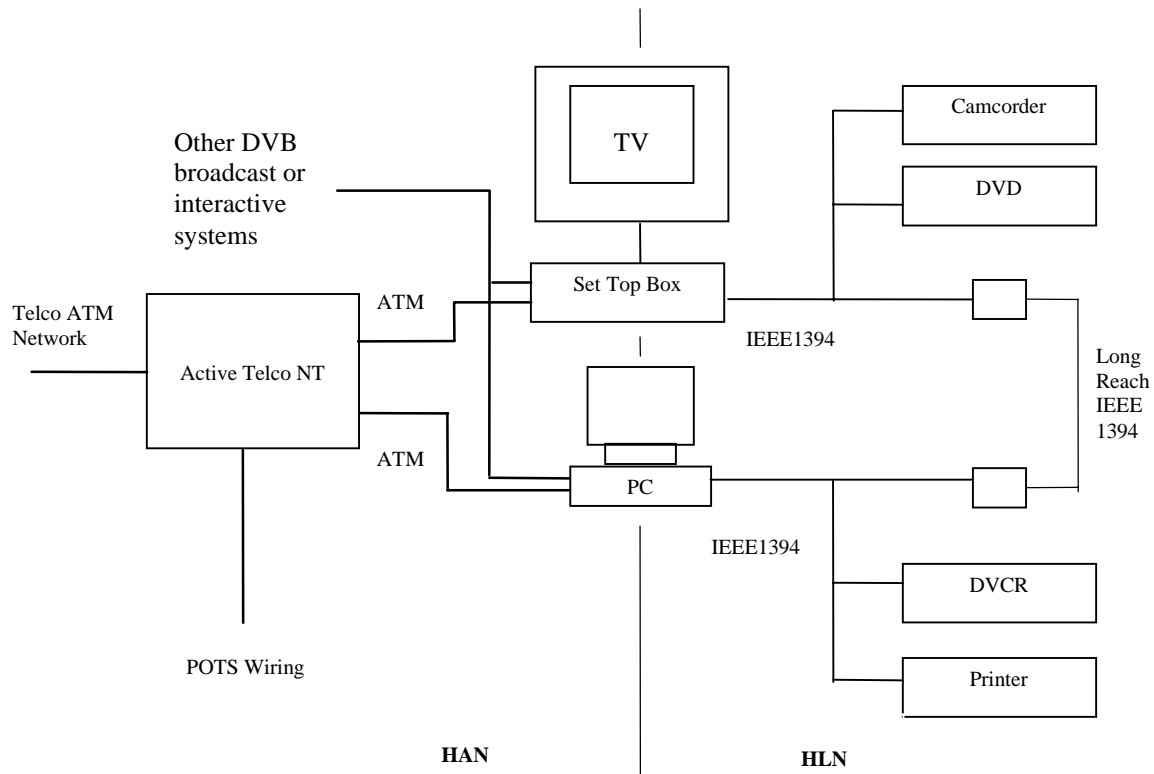 Camcorder
TV
Other DVB
broadcast or
interactive
systems
DVD
Set Top Box
ATM
Telco ATM
Network
IEEE1394
Long
Reach
IEEE
1394
Active Telco NT
ATM
PC
IEEE1394
DVCR
POTS Wiring
Printer
HAN
HLN